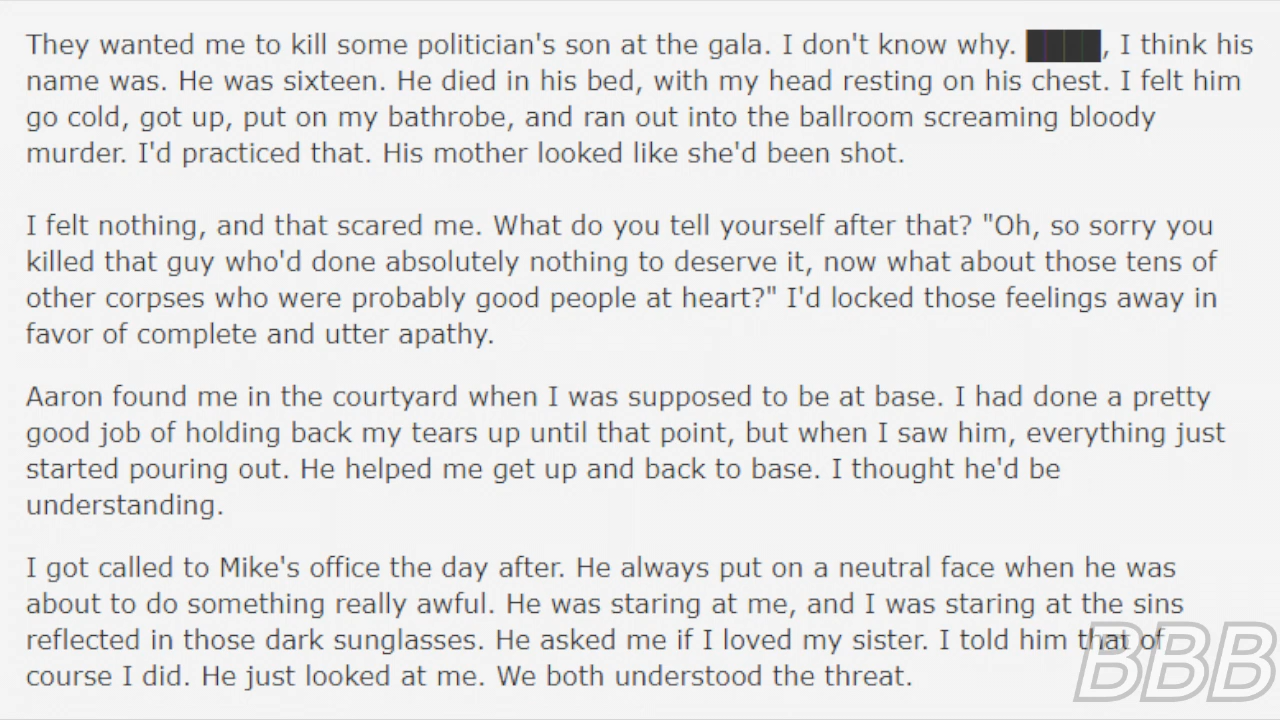 They wanted me to kill some politician's son at the gala. I don't know why. ████, I think his
name was. He was sixteen. He died in his bed, with my head resting on his chest. I felt him
go cold, got up, put on my bathrobe, and ran out into the ballroom screaming bloody
murder. I'd practiced that. His mother looked like she'd been shot.
I felt nothing, and that scared me. What do you tell yourself after that? "Oh, so sorry you
killed that guy who'd done absolutely nothing to deserve it, now what about those tens of
other corpses who were probably good people at heart?" I'd locked those feelings away in
favor of complete and utter apathy.
Aaron found me in the courtyard when I was supposed to be at base. I had done a pretty
good job of holding back my tears up until that point, but when I saw him, everything just
started pouring out. He helped me get up and back to base. I thought he'd be
understanding.
I got called to Mike's office the day after. He always put on a neutral face when he was
about to do something really awful. He was staring at me, and I was staring at the sins
reflected in those dark sunglasses. He asked me if I loved my sister. I told him that of
course I did. He just looked at me. We both understood the threat.
BBB